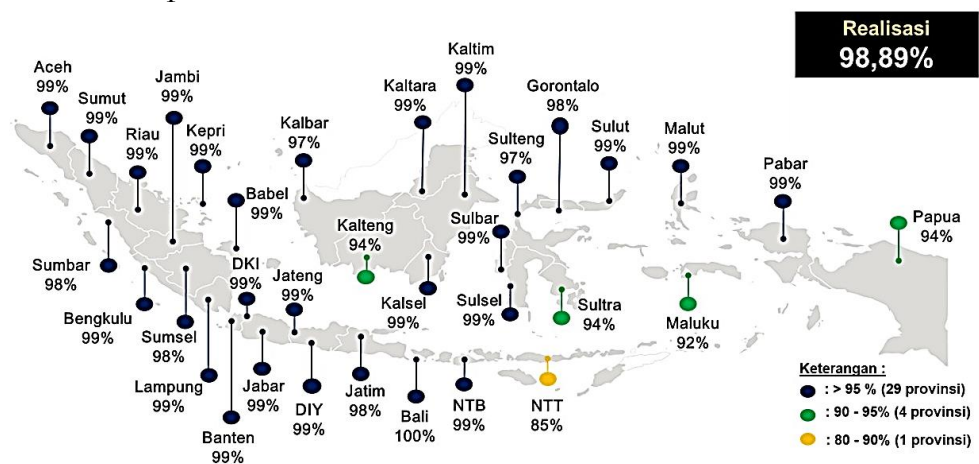 Realisasi
98,89%
Aceh
99%
Sumut
99%
Riau
99%
Jambi
99%
Kepri
99%
Babel
99%
Kalbar
97%
Kaltara
99%
Kaltim
99%
Sulteng
97%
Gorontalo
98%
Sulut
99%
Malut
99%
Pabar
99%
Papua
94%
Sumbar
98%
Bengkulu
99%
Sumsel
98%
Lampung
99%
Banten
99%
DKI
99%
Jabar
99%
Jateng
99%
DIY
99%
Jatim
98%
Bali
100%
NTB
99%
NTT
85%
Kalteng
94%
Kalsel
99%
Sulbar
99%
Sulsel
99%
Sultra
94%
Maluku
92%
Keterangan :
: > 95 % (29 provinsi)
: 90 - 95% (4 provinsi)
: 80 - 90% (1 provinsi)